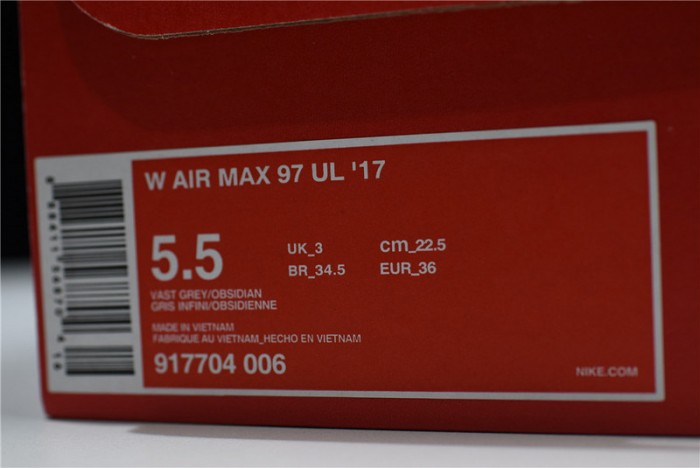 W AIR MAX 97 UL '17
5.5
UK_3
cm_22.5
BR_34.5
EUR_36
VAST GREY/OBSIDIAN
GRIS INFINI/OBSIDIENNE
MADE IN VIETNAM
FABRIQUE AU VIETNAM_HECHO EN VIETNAM
917704 006
NIKE.COM